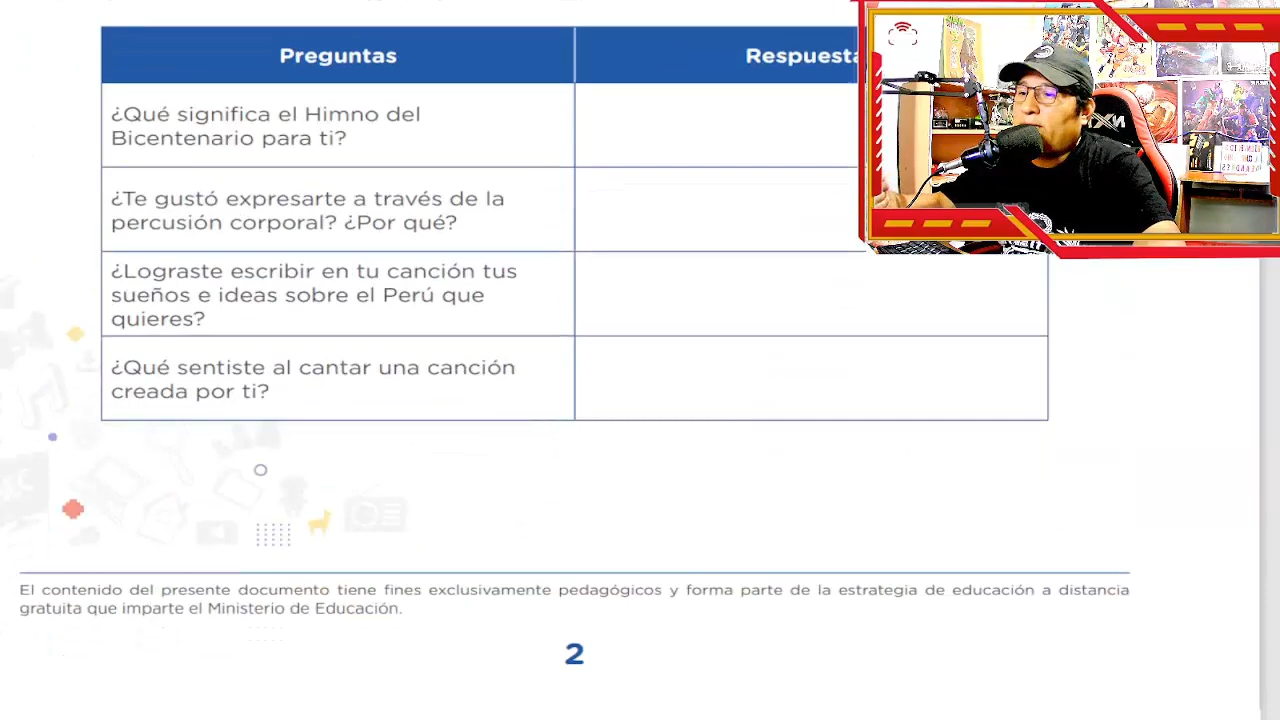 Preguntas
Respuesta
¿Qué significa el Himno del
Bicentenario para ti?
¿Te gustó expresarte a través de la
percusión corporal? ¿Por qué?
¿Lograste escribir en tu canción tus
sueños e ideas sobre el Perú que
quieres?
¿Qué sentiste al cantar una canción
creada por ti?
El contenido del presente documento tiene fines exclusivamente pedagógicos y forma parte de la estrategia de educación a distancia
gratuita que imparte el Ministerio de Educación.
2